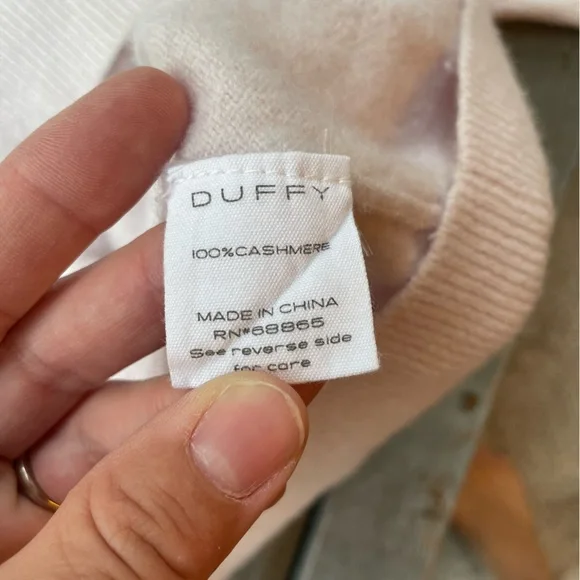 DUFFY
100%CASHMERE
MADE IN CHINA
RN#68865
See reverse side
for care